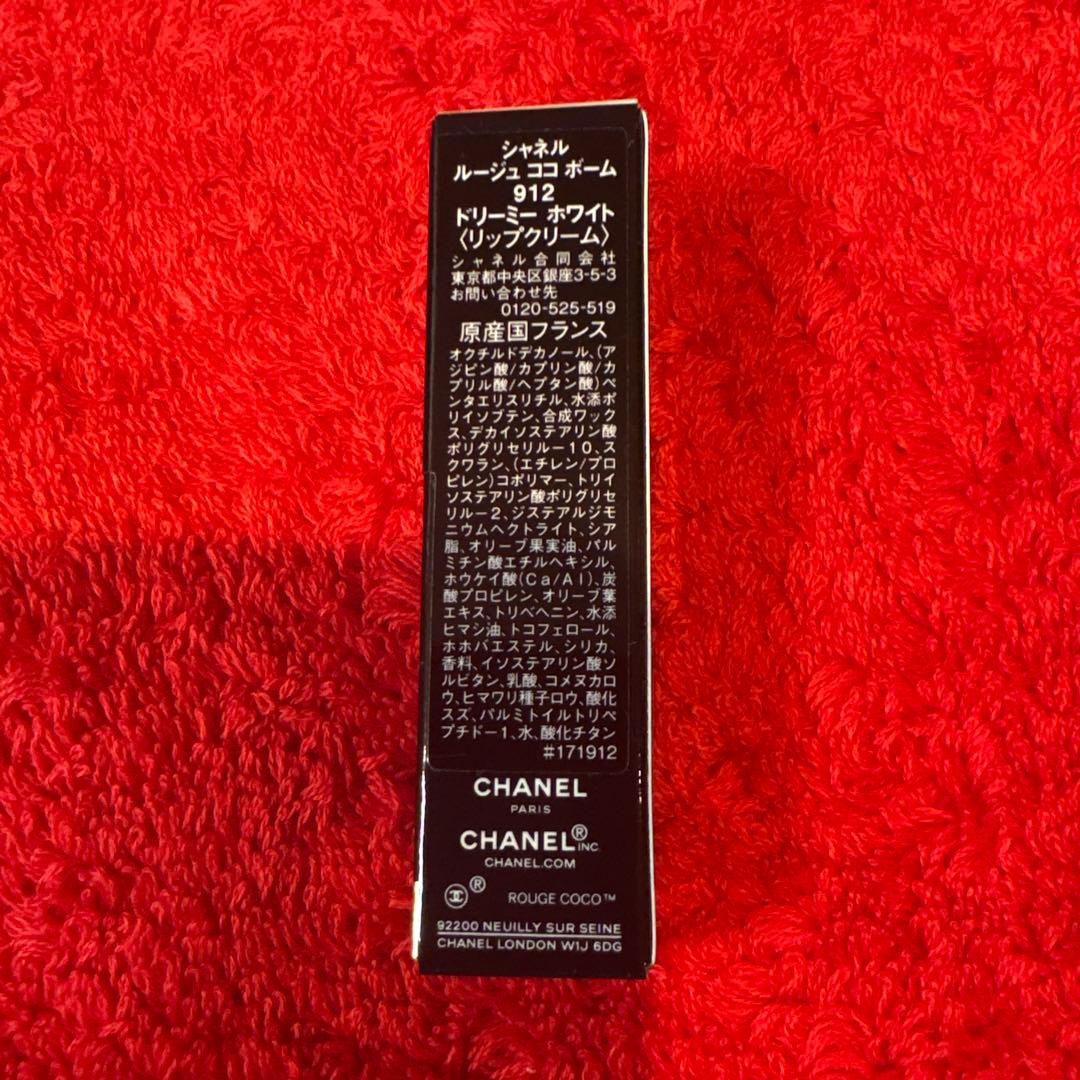 シャネル
ルージュ ココ ボーム
912
ドリーミー ホワイト
〈リップクリーム〉
シャネル合同会社
東京都中央区銀座3-5-3
お問い合わせ先
0120-525-519
原産国フランス
オクチルドデカノール、(ア
ジピン酸/カプリン酸/カ
プリル酸/ヘプタン酸)ペ
ンタエリスリチル、水添ポ
リイソブテン、合成ワック
ス、デカイソステアリン酸
ポリグリセリル－10、ス
クワラン、(エチレン/プロ
ピレン)コポリマー、トリイ
ソステアリン酸ポリグリセ
リル－2、ジステアルジモ
ニウムヘクトライト、シア
脂、オリーブ果実油、パル
ミチン酸エチルヘキシル、
ホウケイ酸(Ca/Al)、炭
酸プロピレン、オリーブ葉
エキス、トリベヘニン、水添
ヒマシ油、トコフェロール、
ホホバエステル、シリカ、
香料、イソステアリン酸ソ
ルビタン、乳酸、コメヌカロ
ウ、ヒマワリ種子ロウ、酸化
スズ、パルミトイルトリペ
プチド－1、水、酸化チタン
#171912
CHANEL
PARIS
CHANEL® INC.
CHANEL.COM
® ROUGE COCO™
92200 NEUILLY SUR SEINE
CHANEL LONDON W1J 6DG